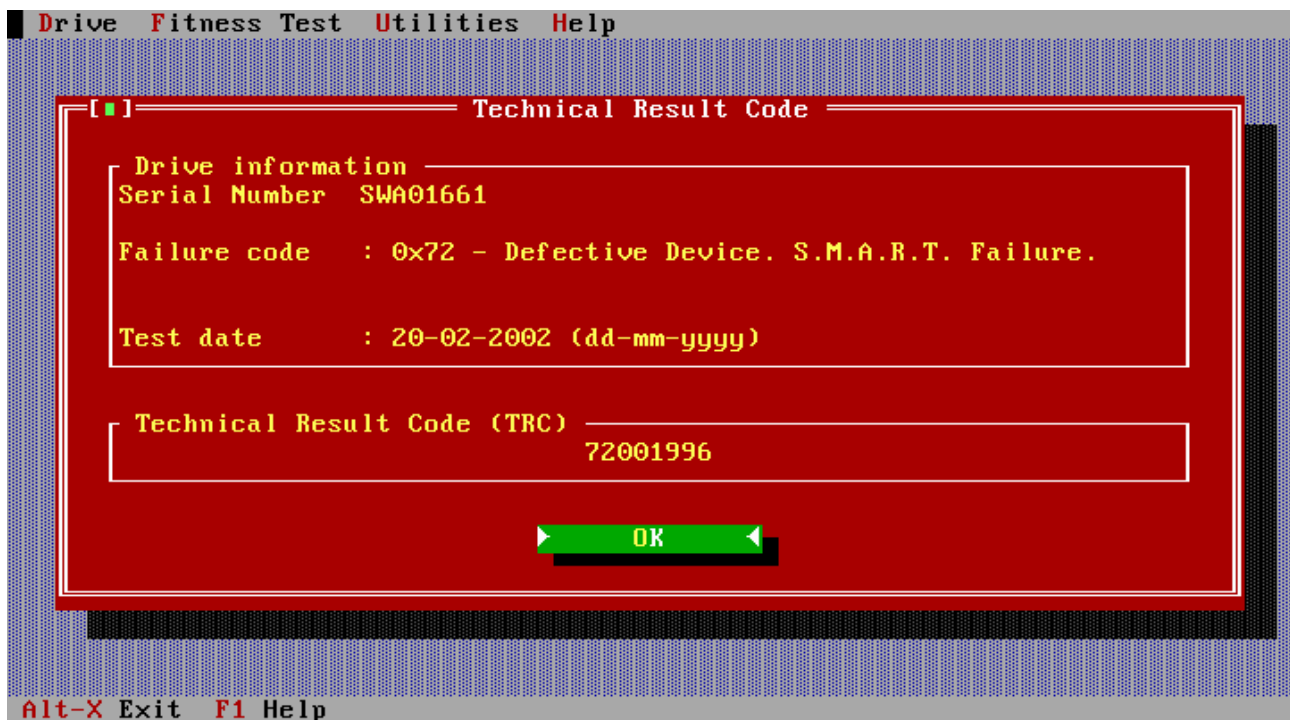 Drive Fitness Test Utilities Help
[■] Technical Result Code
Drive information
Serial Number SWA01661
Failure code : 0x72 - Defective Device. S.M.A.R.T. Failure.
Test date : 20-02-2002 (dd-mm-yyyy)
Technical Result Code (TRC)
72001996
OK
Alt-X Exit F1 Help